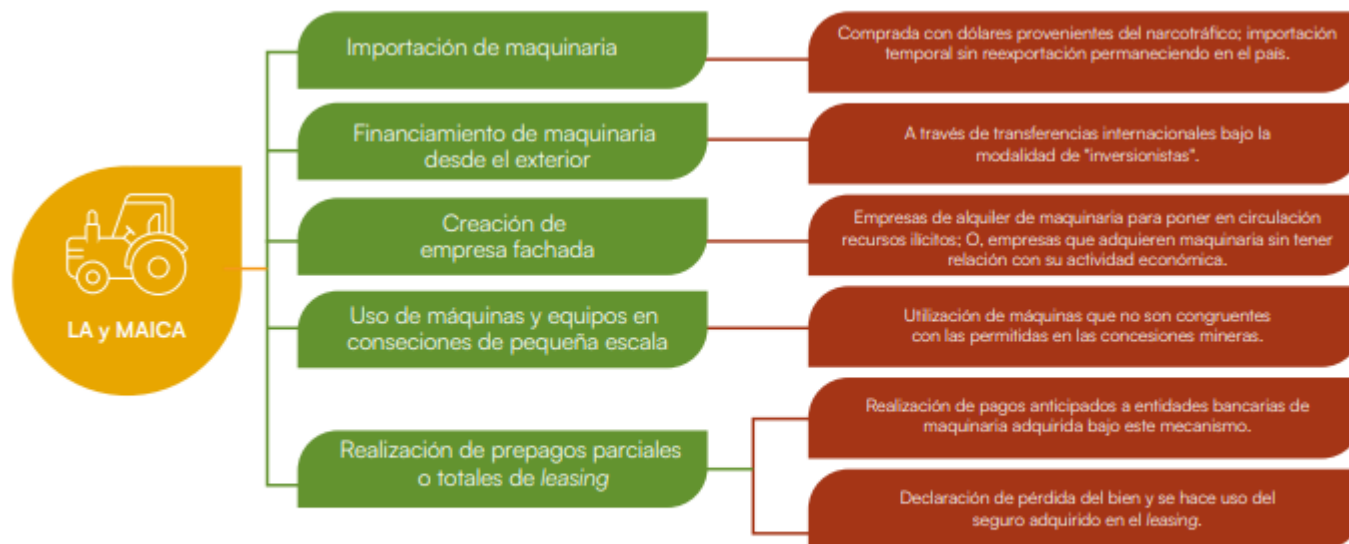 LA y MAICA
Importación de maquinaria
Comprada con dólares provenientes del narcotráfico; importación
temporal sin reexportación permaneciendo en el país.
Financiamiento de maquinaria
desde el exterior
A través de transferencias internacionales bajo la
modalidad de "inversionistas".
Creación de
empresa fachada
Empresas de alquiler de maquinaria para poner en circulación
recursos ilícitos; O, empresas que adquieren maquinaria sin tener
relación con su actividad económica.
Uso de máquinas y equipos en
conseciones de pequeña escala
Utilización de máquinas que no son congruentes
con las permitidas en las concesiones mineras.
Realización de prepagos parciales
o totales de leasing
Realización de pagos anticipados a entidades bancarias de
maquinaria adquirida bajo este mecanismo.
Declaración de pérdida del bien y se hace uso del
seguro adquirido en el leasing.